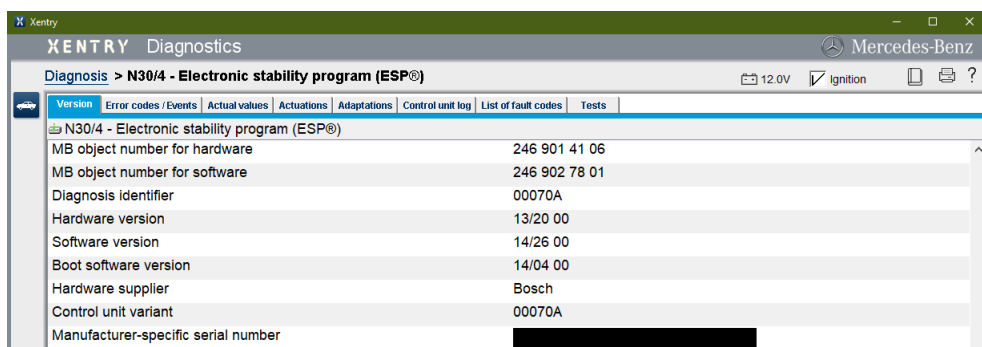 Xentry
XENTRY Diagnostics Mercedes-Benz
Diagnosis > N30/4 - Electronic stability program (ESP®) 12.0V Ignition ?
Version Error codes / Events Actual values Actuations Adaptations Control unit log List of fault codes Tests
N30/4 - Electronic stability program (ESP®)
MB object number for hardware 246 901 41 06
MB object number for software 246 902 78 01
Diagnosis identifier 00070A
Hardware version 13/20 00
Software version 14/26 00
Boot software version 14/04 00
Hardware supplier Bosch
Control unit variant 00070A
Manufacturer-specific serial number